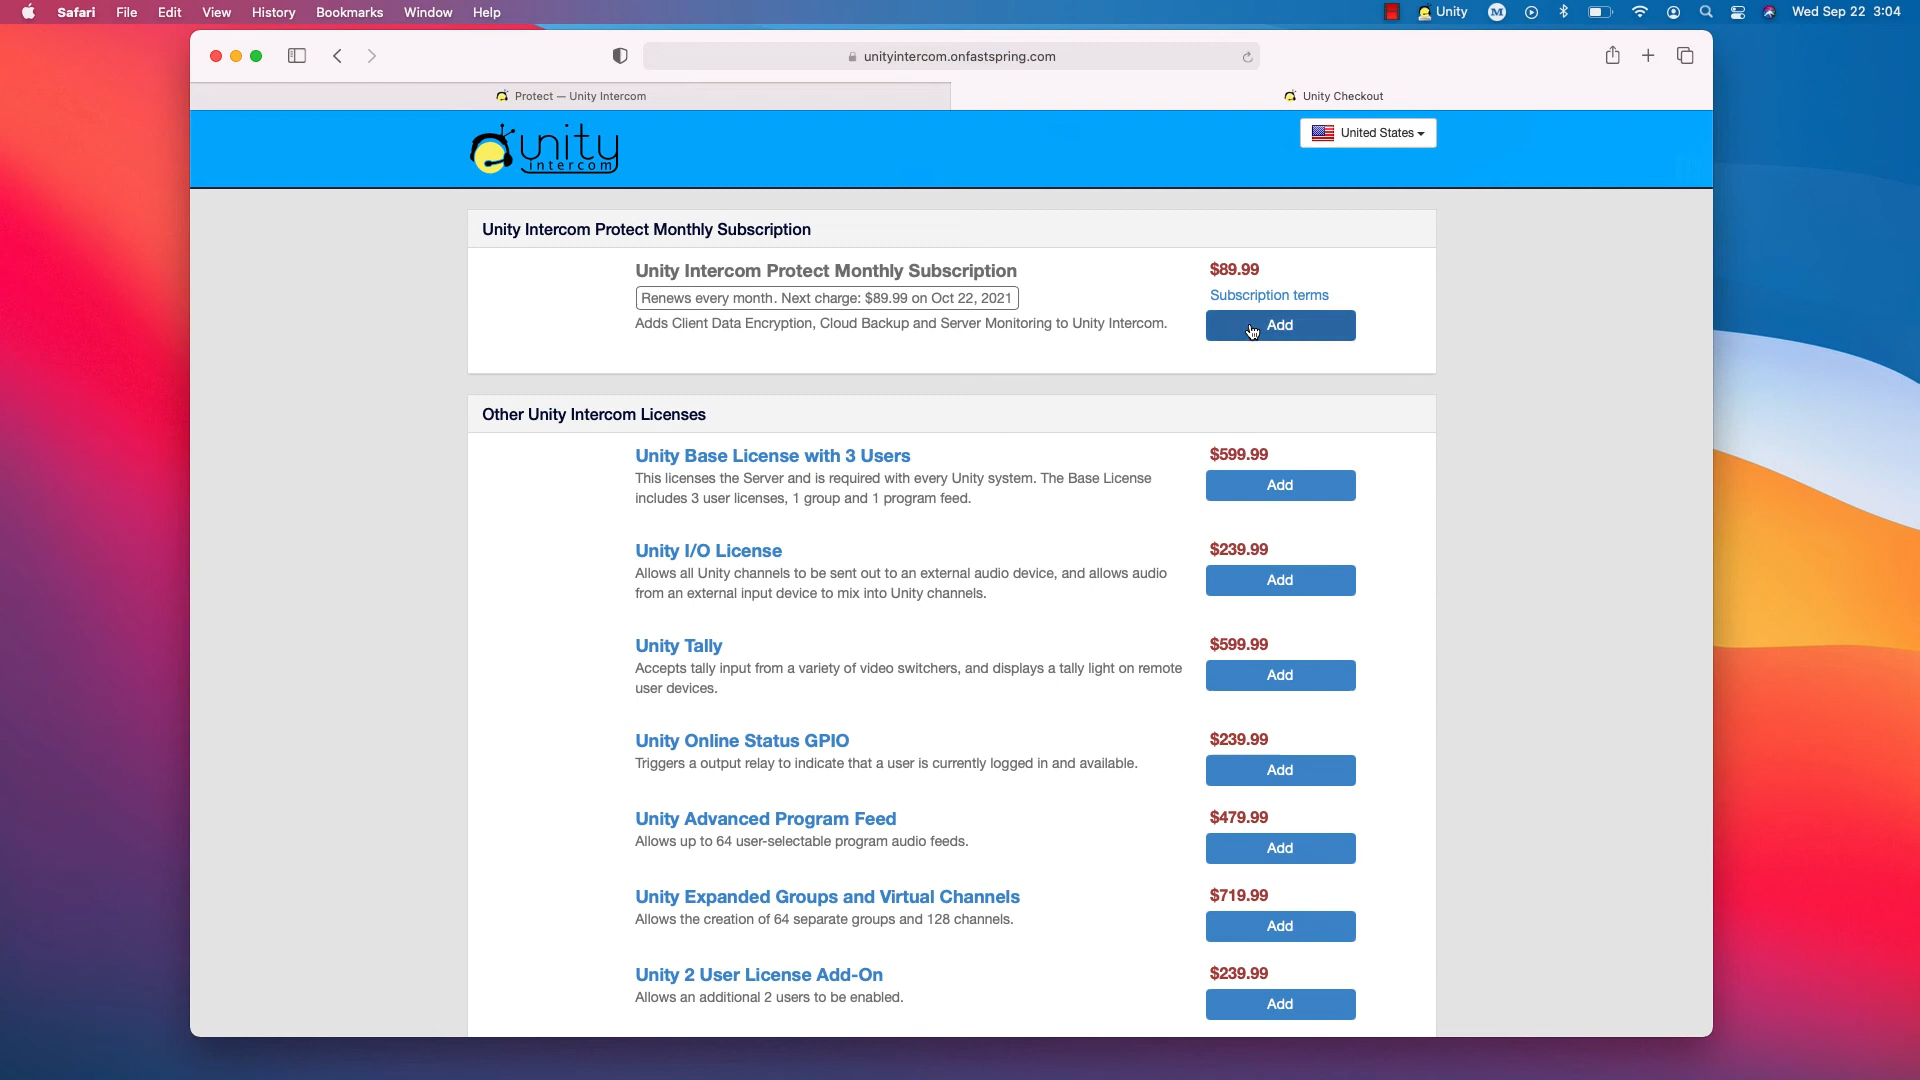 Safari File Edit View History Bookmarks Window Help Unity M Wed Sep 22 3:04
unityintercom.onfastspring.com
Protect — Unity Intercom Unity Checkout
unity
intercom
United States
Unity Intercom Protect Monthly Subscription
Unity Intercom Protect Monthly Subscription $89.99
Renews every month. Next charge: $89.99 on Oct 22, 2021 Subscription terms
Adds Client Data Encryption, Cloud Backup and Server Monitoring to Unity Intercom. Add
Other Unity Intercom Licenses
Unity Base License with 3 Users $599.99
This licenses the Server and is required with every Unity system. The Base License Add
includes 3 user licenses, 1 group and 1 program feed.
Unity I/O License $239.99
Allows all Unity channels to be sent out to an external audio device, and allows audio Add
from an external input device to mix into Unity channels.
Unity Tally $599.99
Accepts tally input from a variety of video switchers, and displays a tally light on remote Add
user devices.
Unity Online Status GPIO $239.99
Triggers a output relay to indicate that a user is currently logged in and available. Add
Unity Advanced Program Feed $479.99
Allows up to 64 user-selectable program audio feeds. Add
Unity Expanded Groups and Virtual Channels $719.99
Allows the creation of 64 separate groups and 128 channels. Add
Unity 2 User License Add-On $239.99
Allows an additional 2 users to be enabled. Add